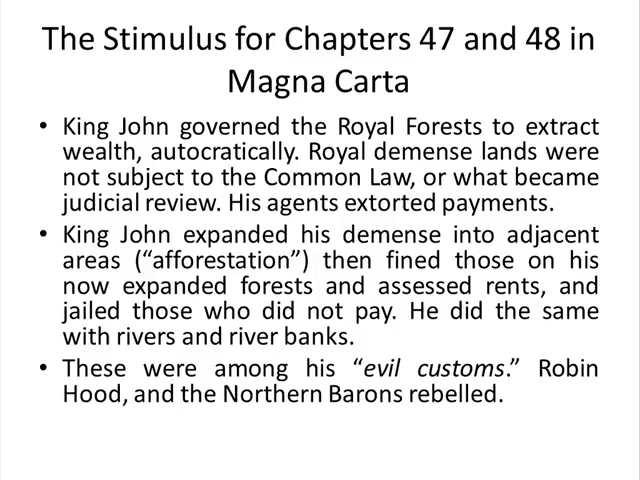 The Stimulus for Chapters 47 and 48 in
Magna Carta
• King John governed the Royal Forests to extract
wealth, autocratically. Royal demense lands were
not subject to the Common Law, or what became
judicial review. His agents extorted payments.
• King John expanded his demense into adjacent
areas (“afforestation”) then fined those on his
now expanded forests and assessed rents, and
jailed those who did not pay. He did the same
with rivers and river banks.
• These were among his “evil customs.” Robin
Hood, and the Northern Barons rebelled.